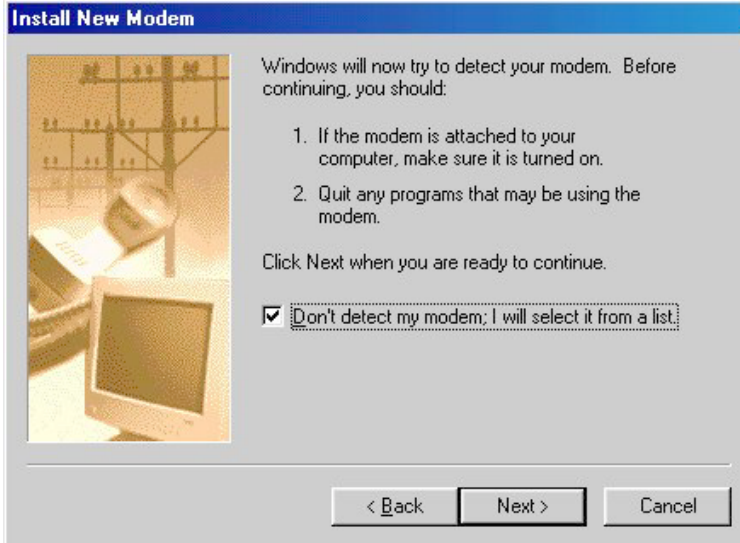 Install New Modem
Windows will now try to detect your modem. Before
continuing, you should:
1. If the modem is attached to your
computer, make sure it is turned on.
2. Quit any programs that may be using the
modem.
Click Next when you are ready to continue.
Don't detect my modem; I will select it from a list.
< Back Next > Cancel